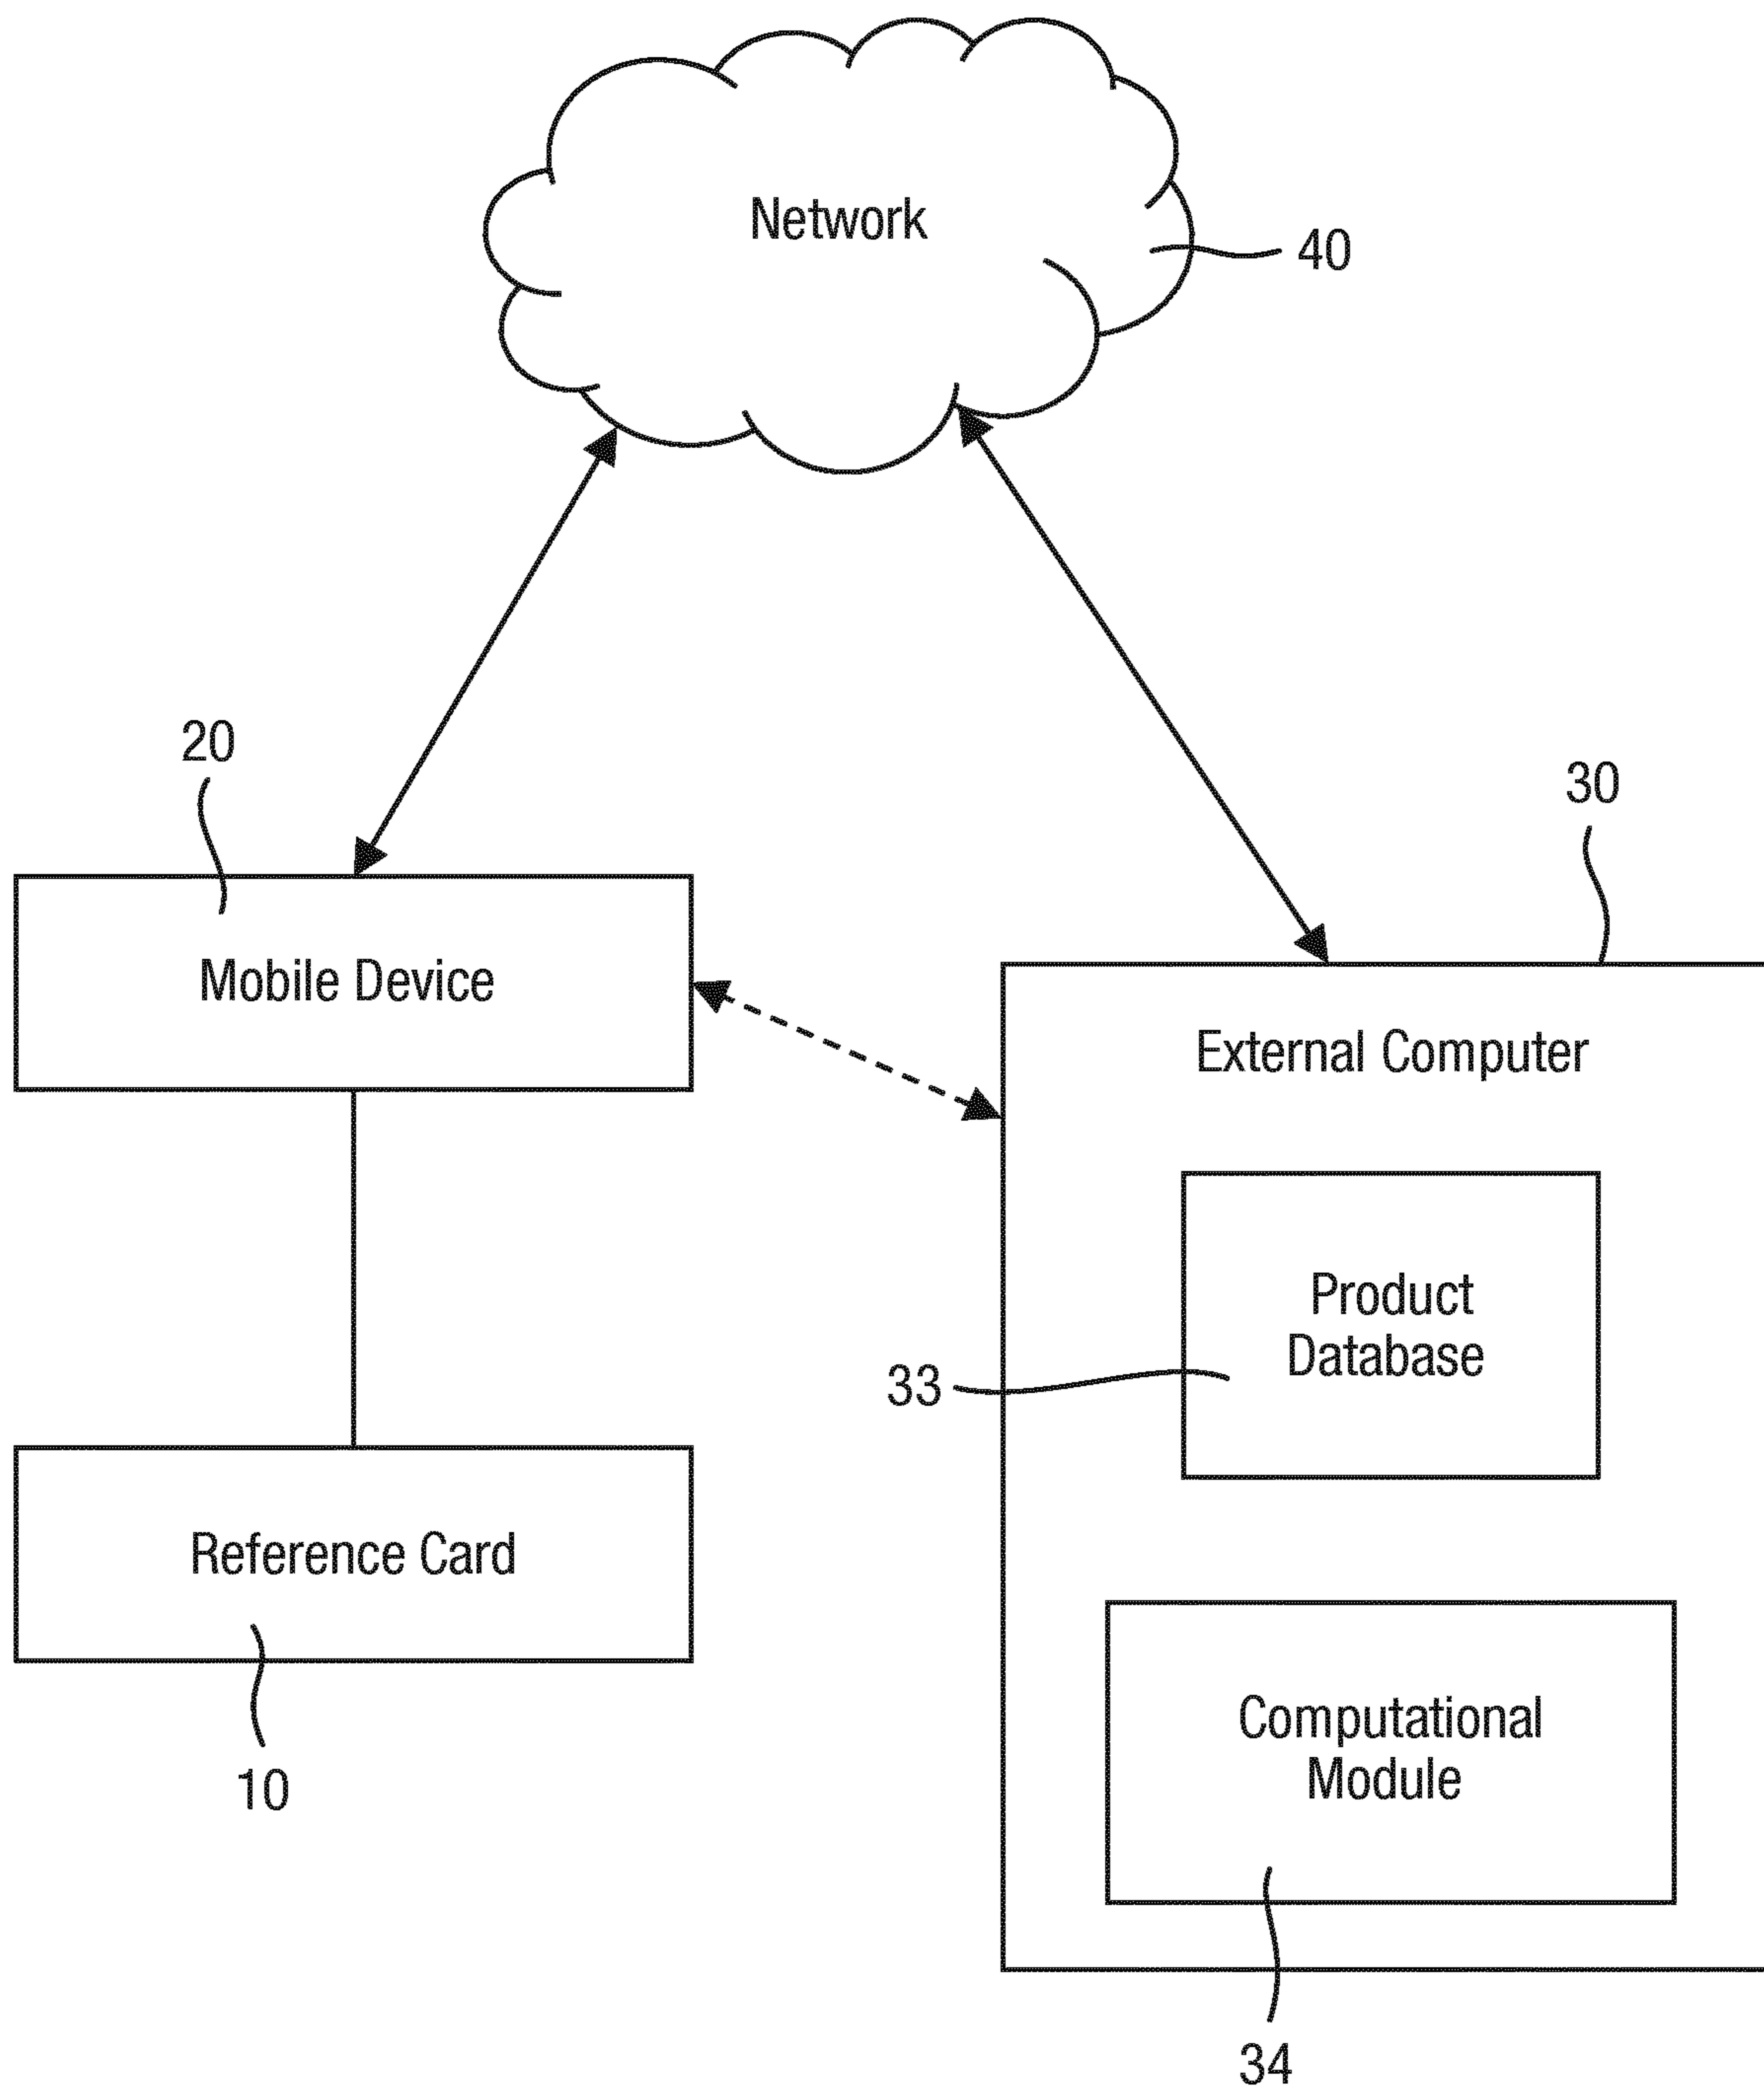 Network
40
20
30
Mobile Device
External Computer
Product
Database
33
Reference Card
Computational
Module
10
34